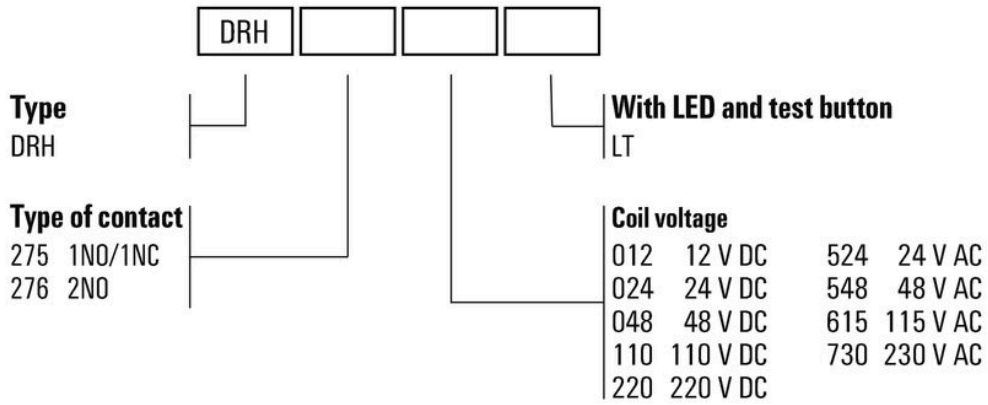 DRH
Type
DRH
With LED and test button
LT
Type of contact
275 1NO/1NC
276 2NO
Coil voltage
012 12 V DC 524 24 V AC
024 24 V DC 548 48 V AC
048 48 V DC 615 115 V AC
110 110 V DC 730 230 V AC
220 220 V DC